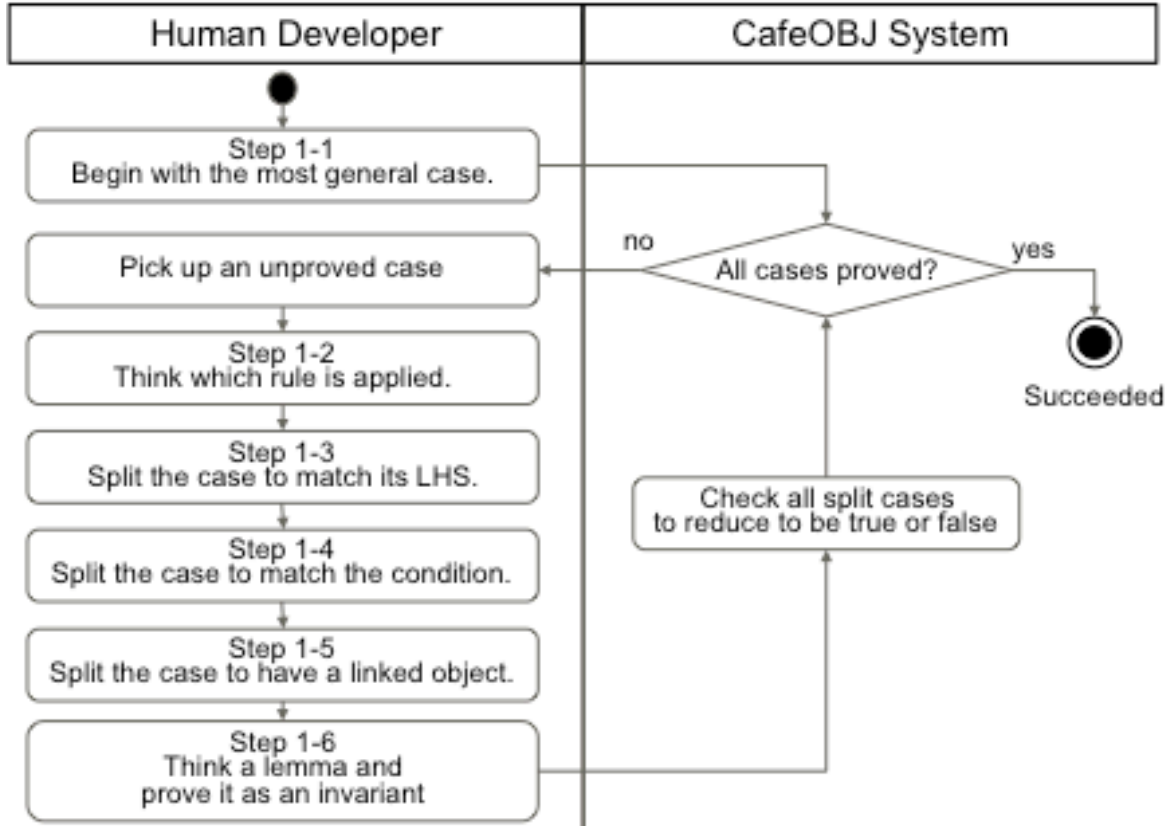 Human Developer
CafeOBJ System
Step 1-1
Begin with the most general case.
Pick up an unproved case
no
All cases proved?
yes
Succeeded
Step 1-2
Think which rule is applied.
Step 1-3
Split the case to match its LHS.
Step 1-4
Split the case to match the condition.
Step 1-5
Split the case to have a linked object.
Step 1-6
Think a lemma and
prove it as an invariant
Check all split cases
to reduce to be true or false